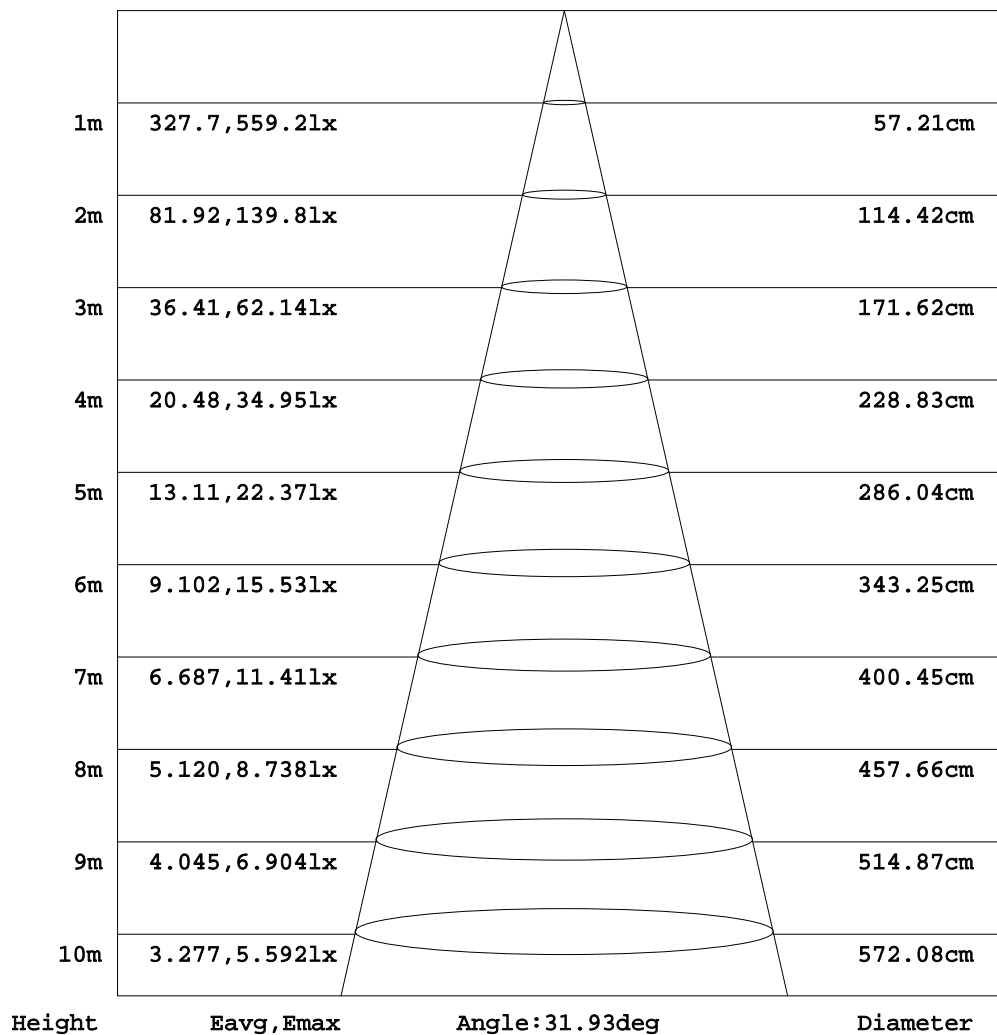 1m 327.7,559.2lx 57.21cm
2m 81.92,139.8lx 114.42cm
3m 36.41,62.14lx 171.62cm
4m 20.48,34.95lx 228.83cm
5m 13.11,22.37lx 286.04cm
6m 9.102,15.53lx 343.25cm
7m 6.687,11.41lx 400.45cm
8m 5.120,8.738lx 457.66cm
9m 4.045,6.904lx 514.87cm
10m 3.277,5.592lx 572.08cm
Height Eavg,Emax Angle:31.93deg Diameter